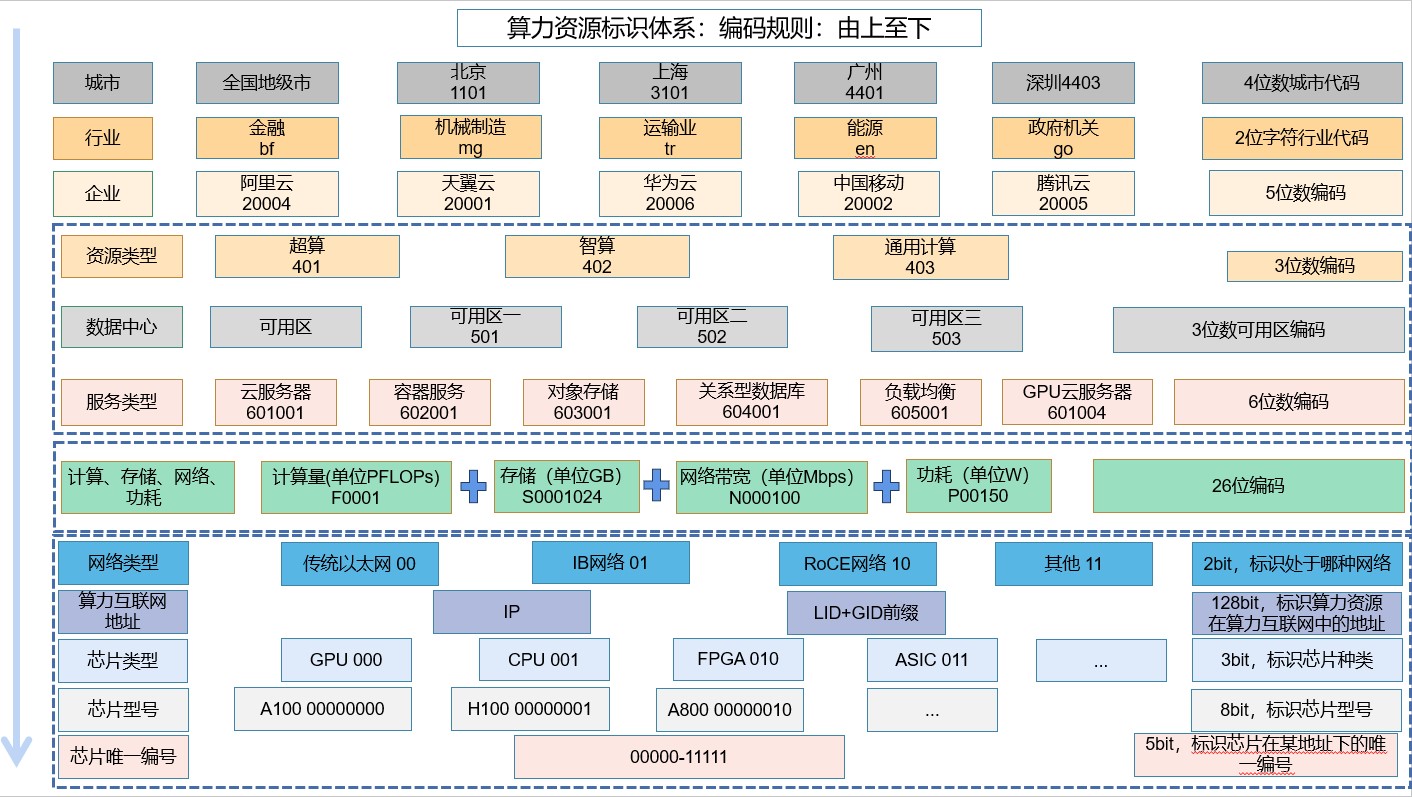 算力资源标识体系：编码规则：由上至下
城市
全国地级市
北京
1101
上海
3101
广州
4401
深圳4403
4位数城市代码
行业
金融
bf
机械制造
mg
运输业
tr
能源
en
政府机关
go
2位字符行业代码
企业
阿里云
20004
天翼云
20001
华为云
20006
中国移动
20002
腾讯云
20005
5位数编码
资源类型
超算
401
智算
402
通用计算
403
3位数编码
数据中心
可用区
可用区一
501
可用区二
502
可用区三
503
3位数可用区编码
服务类型
云服务器
601001
容器服务
602001
对象存储
603001
关系型数据库
604001
负载均衡
605001
GPU云服务器
601004
6位数编码
计算、存储、网络、
功耗
计算量(单位PFLOPs)
F0001
存储（单位GB）
S0001024
网络带宽（单位Mbps）
N000100
功耗（单位W）
P00150
26位编码
网络类型
传统以太网 00
IB网络 01
RoCE网络 10
其他 11
2bit，标识处于哪种网络
算力互联网
地址
IP
LID+GID前缀
128bit，标识算力资源
在算力互联网中的地址
芯片类型
GPU 000
CPU 001
FPGA 010
ASIC 011
...
3bit，标识芯片种类
芯片型号
A100 00000000
H100 00000001
A800 00000010
...
8bit，标识芯片型号
芯片唯一编号
00000-11111
5bit，标识芯片在某地址下的唯
一编号